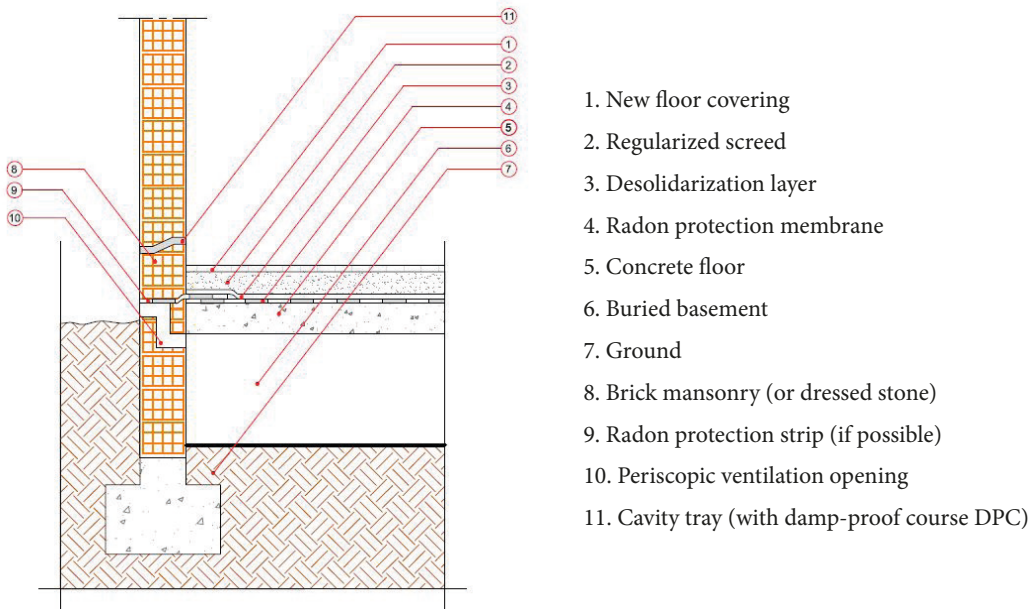 11
1
2
3
4
5
6
7
8
9
10
1. New floor covering
2. Regularized screed
3. Desolidarization layer
4. Radon protection membrane
5. Concrete floor
6. Buried basement
7. Ground
8. Brick mansonry (or dressed stone)
9. Radon protection strip (if possible)
10. Periscopic ventilation opening
11. Cavity tray (with damp-proof course DPC)